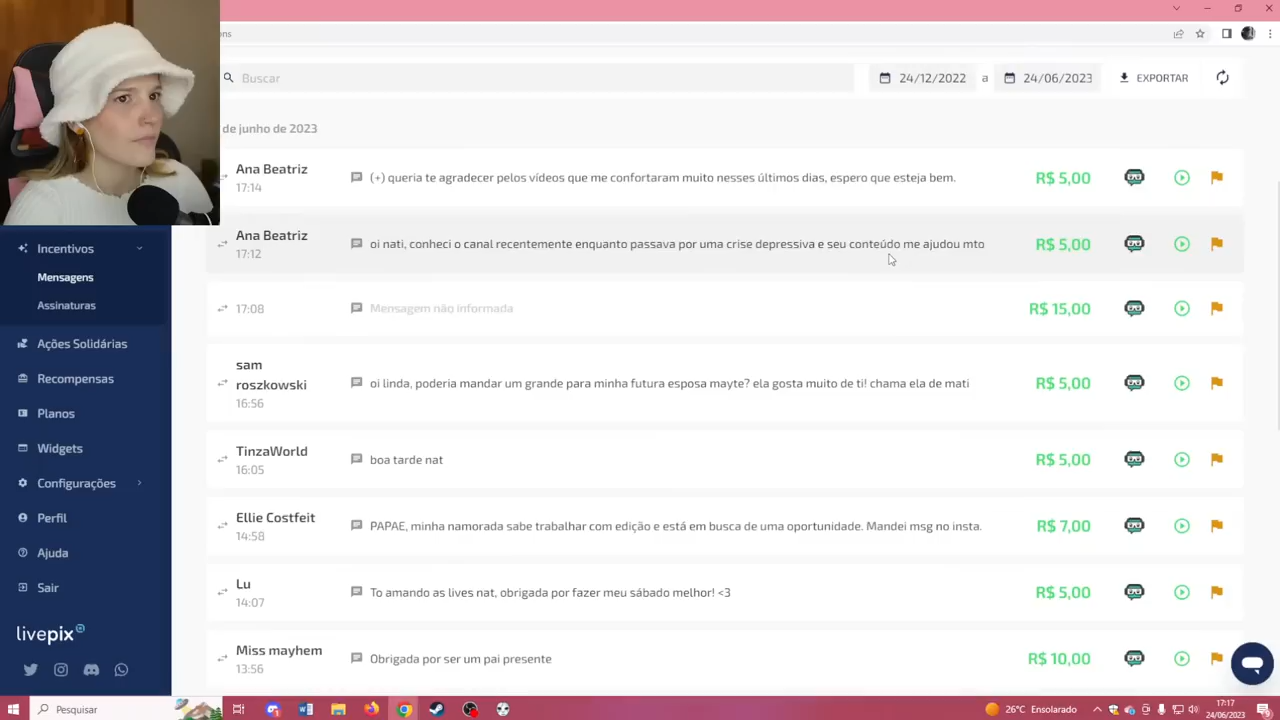 ons
Buscar
24/12/2022 a 24/06/2023 EXPORTAR
de junho de 2023
Ana Beatriz
17:14
(+) queria te agradecer pelos vídeos que me confortaram muito nesses últimos dias, espero que esteja bem.
R$ 5,00
Ana Beatriz
17:12
oi nati, conheci o canal recentemente enquanto passava por uma crise depressiva e seu conteúdo me ajudou mto
R$ 5,00
17:08
Mensagem não informada
R$ 15,00
sam
roszkowski
16:56
oi linda, poderia mandar um grande para minha futura esposa mayte? ela gosta muito de ti! chama ela de mati
R$ 5,00
TinzaWorld
16:05
boa tarde nat
R$ 5,00
Ellie Costfeit
14:58
PAPAE, minha namorada sabe trabalhar com edição e está em busca de uma oportunidade. Mandei msg no insta.
R$ 7,00
Lu
14:07
To amando as lives nat, obrigada por fazer meu sábado melhor! <3
R$ 5,00
Miss mayhem
13:56
Obrigada por ser um pai presente
R$ 10,00
Incentivos
Mensagens
Assinaturas
Ações Solidárias
Recompensas
Planos
Widgets
Configurações
Perfil
Ajuda
Sair
livepix
Pesquisar
26°C Ensolarado
17:17
24/06/2023